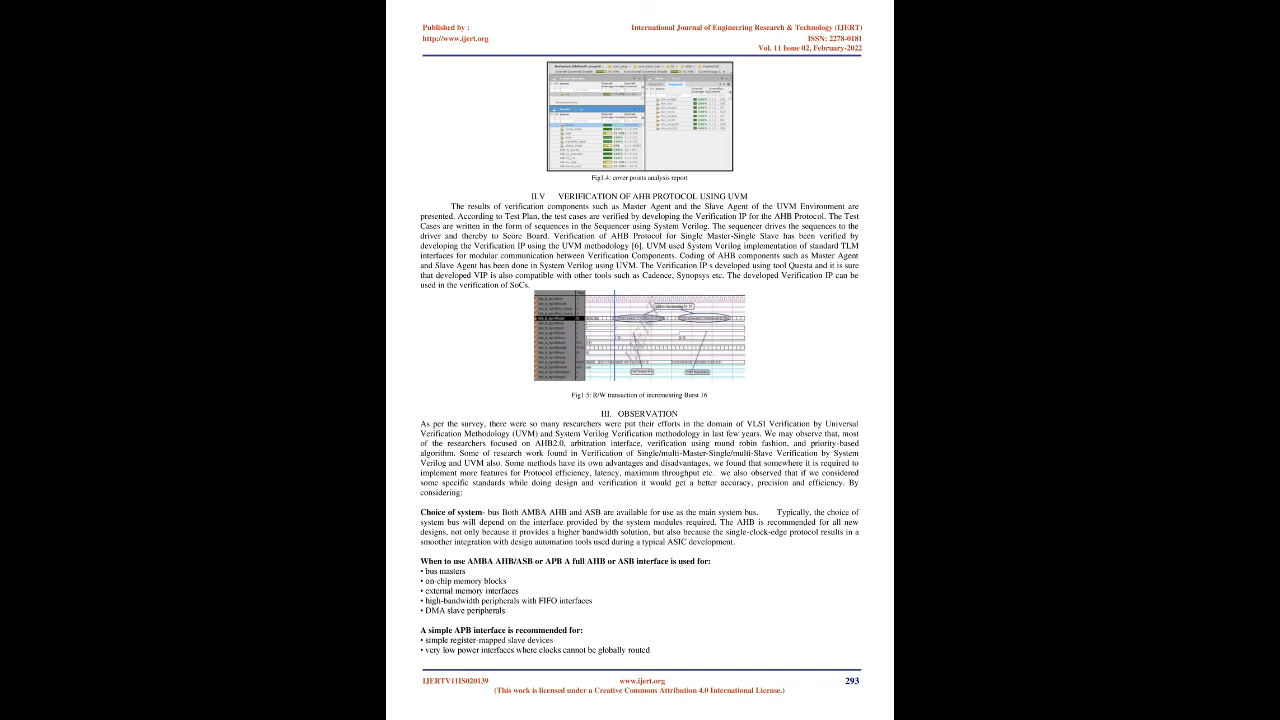 Published by :
International Journal of Engineering Research & Technology (IJERT)
http://www.ijert.org
ISSN: 2278-0181
Vol. 11 Issue 02, February-2022
Fig1.4: cover points analysis report
II.V VERIFICATION OF AHB PROTOCOL USING UVM
The results of verification components such as Master Agent and the Slave Agent of the UVM Environment are
presented. According to Test Plan, the test cases are verified by developing the Verification IP for the AHB Protocol. The Test
Cases are written in the form of sequences in the Sequencer using System Verilog. The sequencer drives the sequences to the
driver and thereby to Score Board. Verification of AHB Protocol for Single Master-Single Slave has been verified by
developing the Verification IP using the UVM methodology [6]. UVM used System Verilog implementation of standard TLM
interfaces for modular communication between Verification Components. Coding of AHB components such as Master Agent
and Slave Agent has been done in System Verilog using UVM. The Verification IP s developed using tool Questa and it is sure
that developed VIP is also compatible with other tools such as Cadence, Synopsys etc. The developed Verification IP can be
used in the verification of SoCs.
Fig1.5: R/W transaction of incrementing Burst 16
III. OBSERVATION
As per the survey, there were so many researchers were put their efforts in the domain of VLSI Verification by Universal
Verification Methodology (UVM) and System Verilog Verification methodology in last few years. We may observe that, most
of the researchers focused on AHB2.0, arbitration interface, verification using round robin fashion, and priority-based
algorithm. Some of research work found in Verification of Single/multi-Master-Single/multi-Slave Verification by System
Verilog and UVM also. Some methods have its own advantages and disadvantages, we found that somewhere it is required to
implement more features for Protocol efficiency, latency, maximum throughput etc. we also observed that if we considered
some specific standards while doing design and verification it would get a better accuracy, precision and efficiency. By
considering:
Choice of system- bus Both AMBA AHB and ASB are available for use as the main system bus. Typically, the choice of
system bus will depend on the interface provided by the system modules required. The AHB is recommended for all new
designs, not only because it provides a higher bandwidth solution, but also because the single-clock-edge protocol results in a
smoother integration with design automation tools used during a typical ASIC development.
When to use AMBA AHB/ASB or APB A full AHB or ASB interface is used for:
• bus masters
• on-chip memory blocks
• external memory interfaces
• high-bandwidth peripherals with FIFO interfaces
• DMA slave peripherals.
A simple APB interface is recommended for:
• simple register-mapped slave devices
• very low power interfaces where clocks cannot be globally routed
IJERTV11IS020139
www.ijert.org
293
(This work is licensed under a Creative Commons Attribution 4.0 International License.)